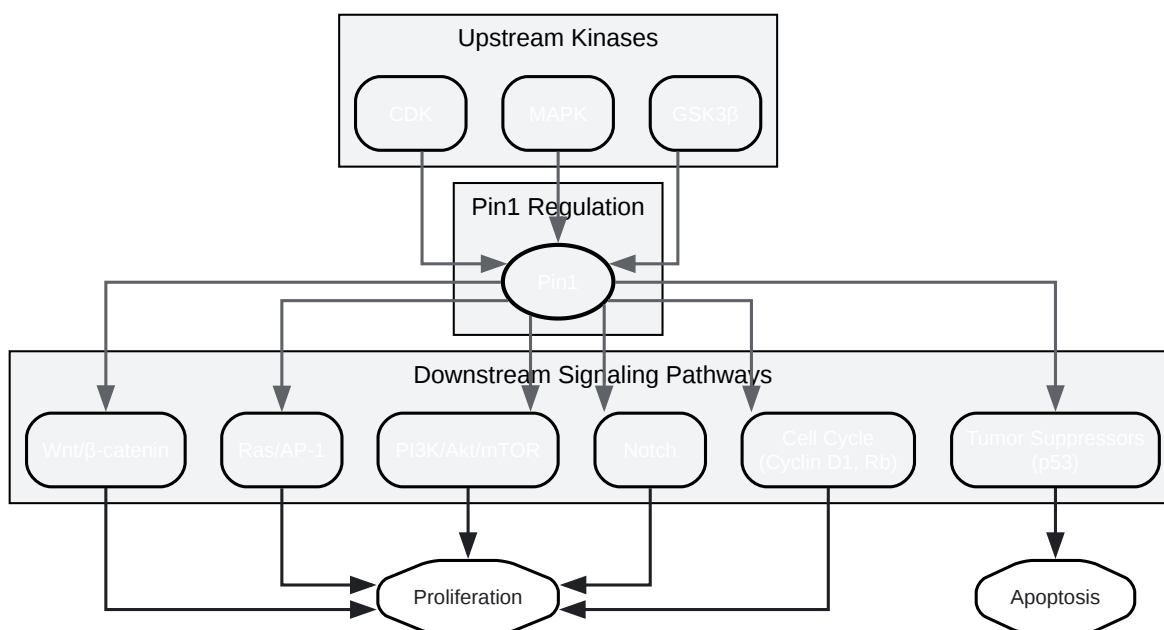 Upstream Kinases
CDK
MAPK
GSK3β
Pin1 Regulation
Pin1
Downstream Signaling Pathways
Wnt/β-catenin
Ras/AP-1
PI3K/Akt/mTOR
Notch
Cell Cycle
(Cyclin D1, Rb)
Tumor Suppressors
(p53)
Proliferation
Apoptosis